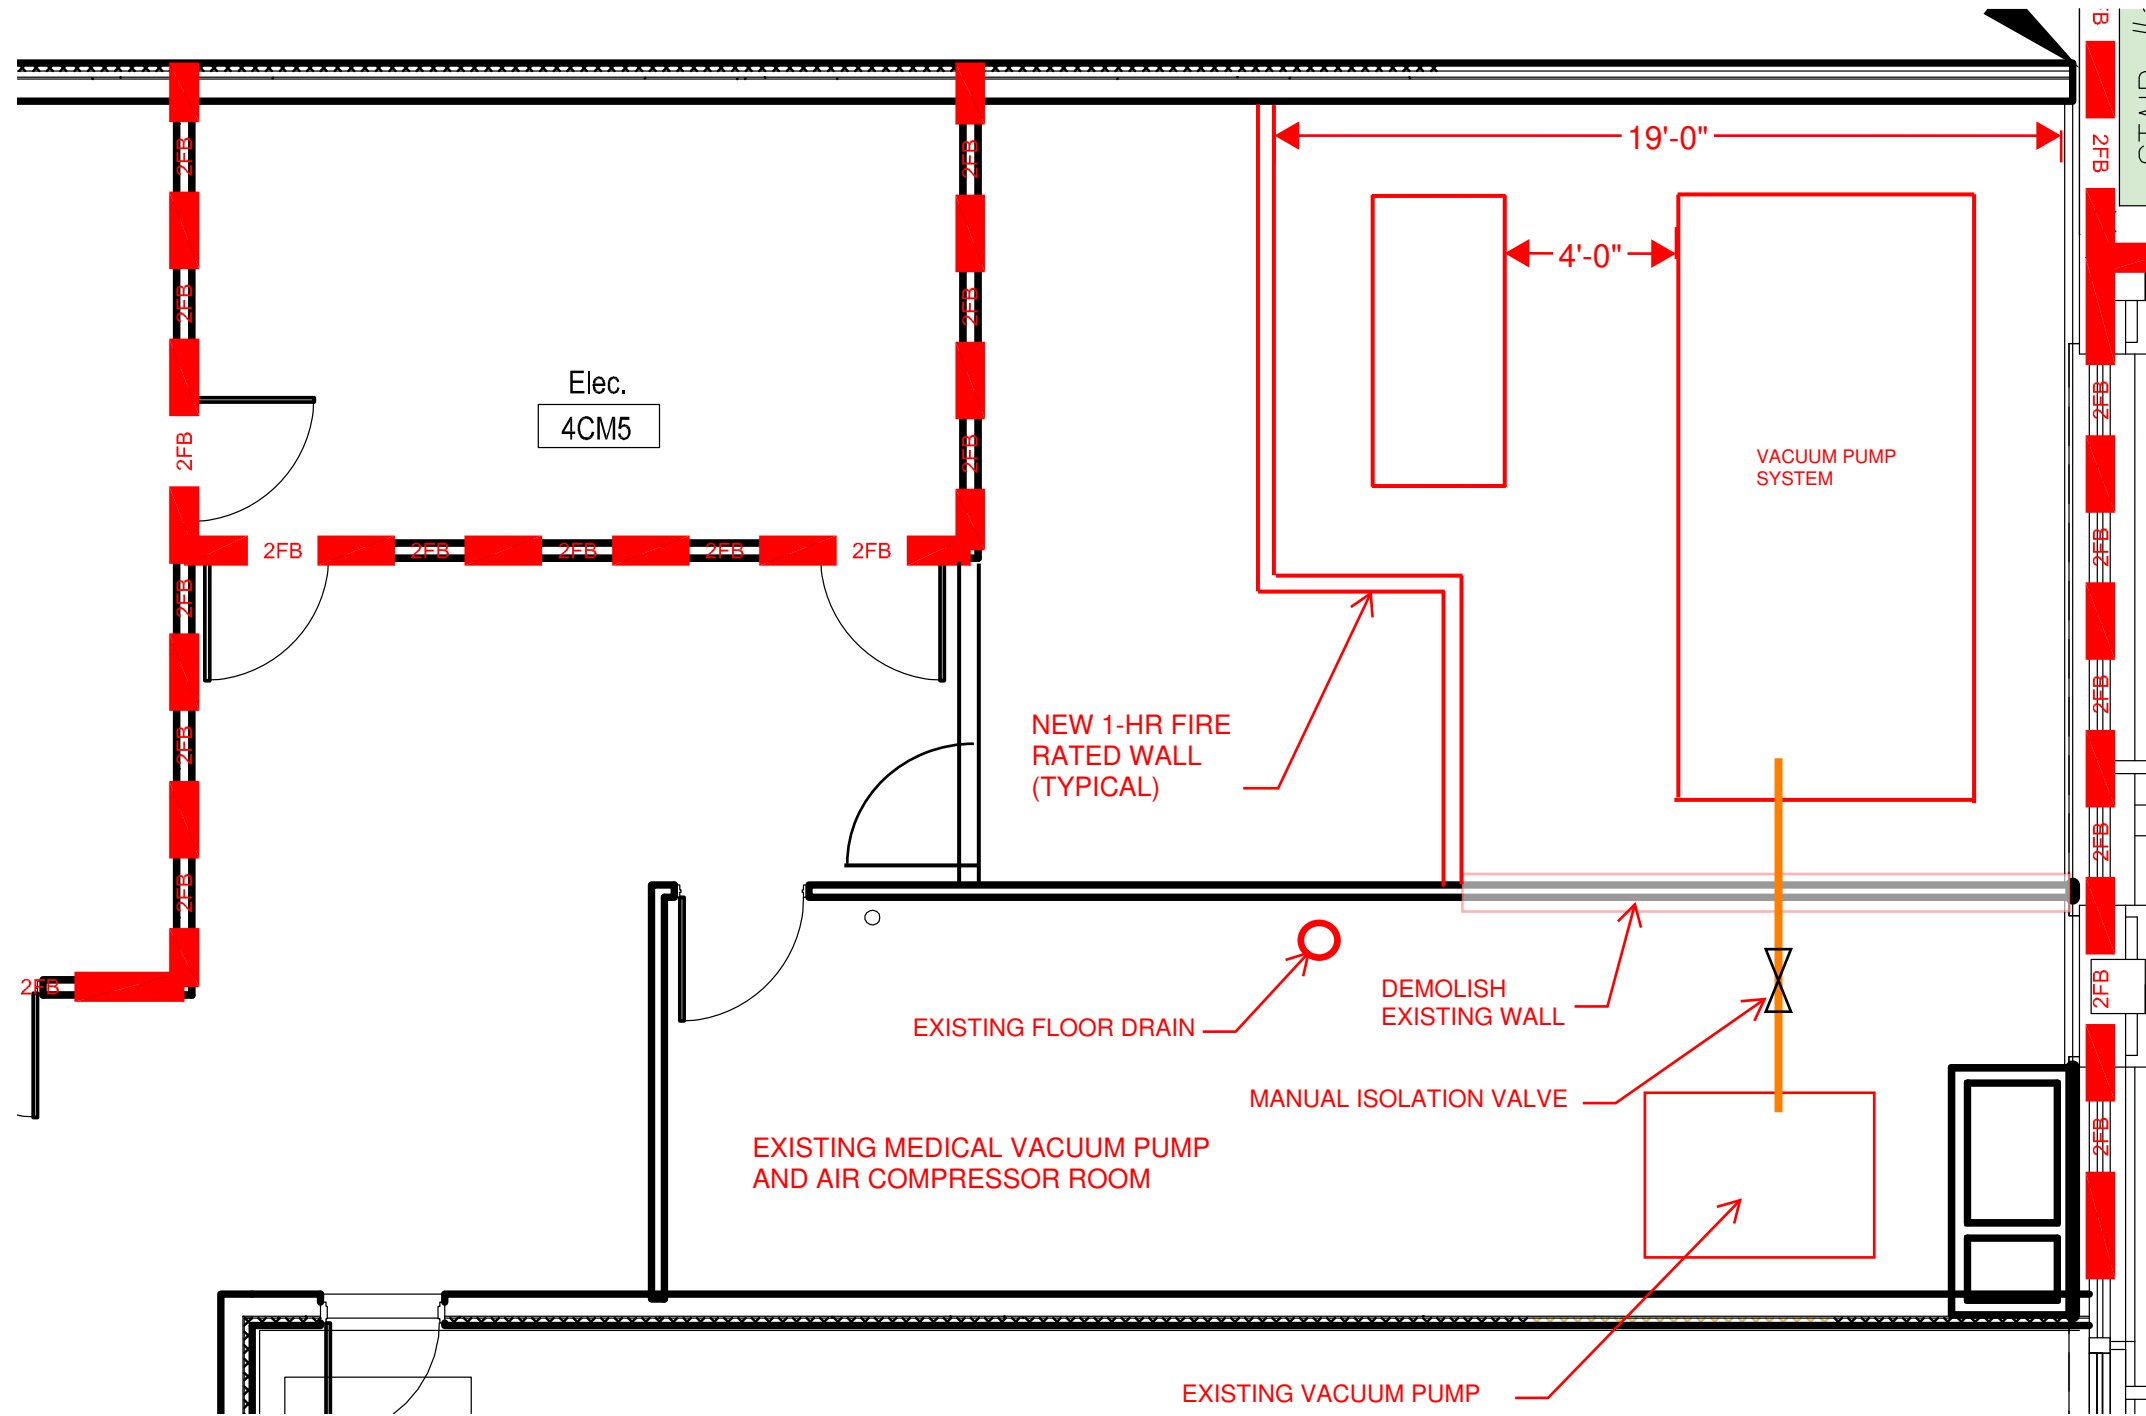 FB
STAIR
19'-0"
2FB
2FB
2FB
4'-0"
2FB
2FB
Elec.
4CM5
2FB
2FB
2FB
2FB
VACUUM PUMP
SYSTEM
2FB
2FB
2FB
2FB
2FB
2FB
2FB
2FB
NEW 1-HR FIRE
RATED WALL
(TYPICAL)
2FB
2FB
2FB
2FB
2FB
DEMOLISH
EXISTING WALL
EXISTING FLOOR DRAIN
MANUAL ISOLATION VALVE
2FB
EXISTING MEDICAL VACUUM PUMP
AND AIR COMPRESSOR ROOM
EXISTING VACUUM PUMP